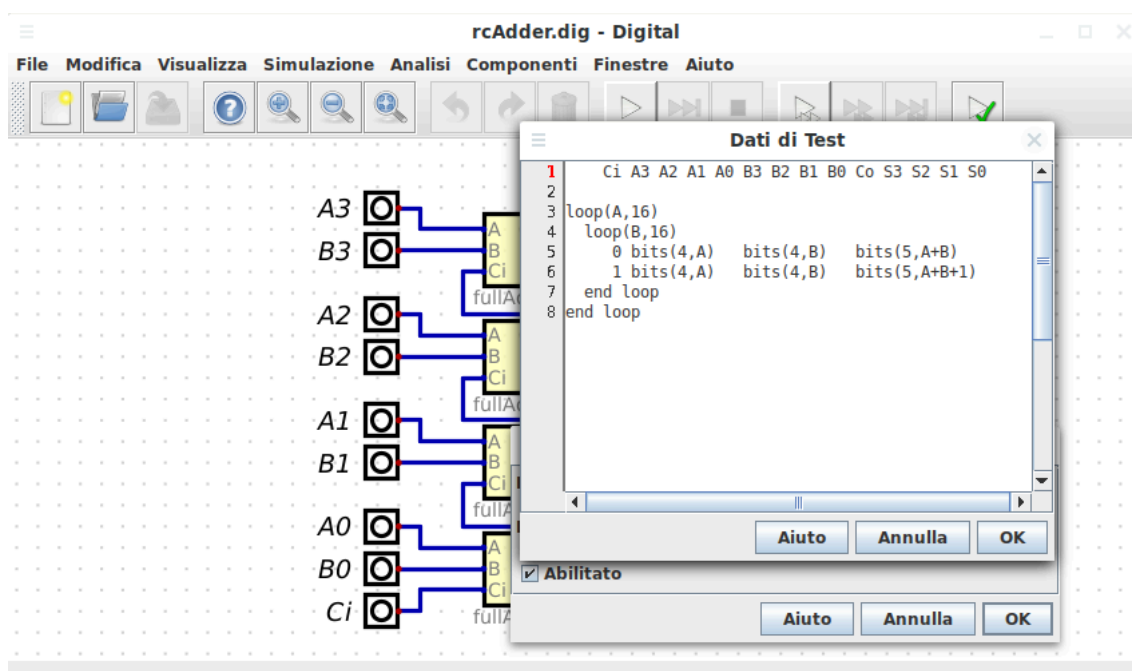 rcAdder.dig - Digital
File Modifica Visualizza Simulazione Analisi Componenti Finestre Aiuto
Dati di Test
1 Ci A3 A2 A1 A0 B3 B2 B1 B0 Co S3 S2 S1 S0
2
3 loop(A,16)
4 loop(B,16)
5 0 bits(4,A) bits(4,B) bits(5,A+B)
6 1 bits(4,A) bits(4,B) bits(5,A+B+1)
7 end loop
8 end loop
Aiuto Annulla OK
Abilitato
Aiuto Annulla OK
A3
A
B3
B
Ci
A2
A
B2
B
Ci
A1
A
B1
B
Ci
A0
A
B0
B
Ci
Ci